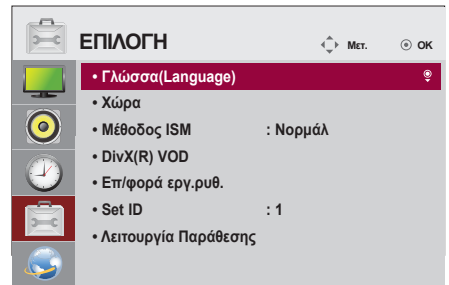 ΕΠΙΛΟΓΗ Μετ. ΟΚ
• Γλώσσα(Language)
• Χώρα
• Μέθοδος ISM : Νορμάλ
• DivX(R) VOD
• Επ/φορά εργ.ρυθ.
• Set ID : 1
• Λειτουργία Παράθεσης